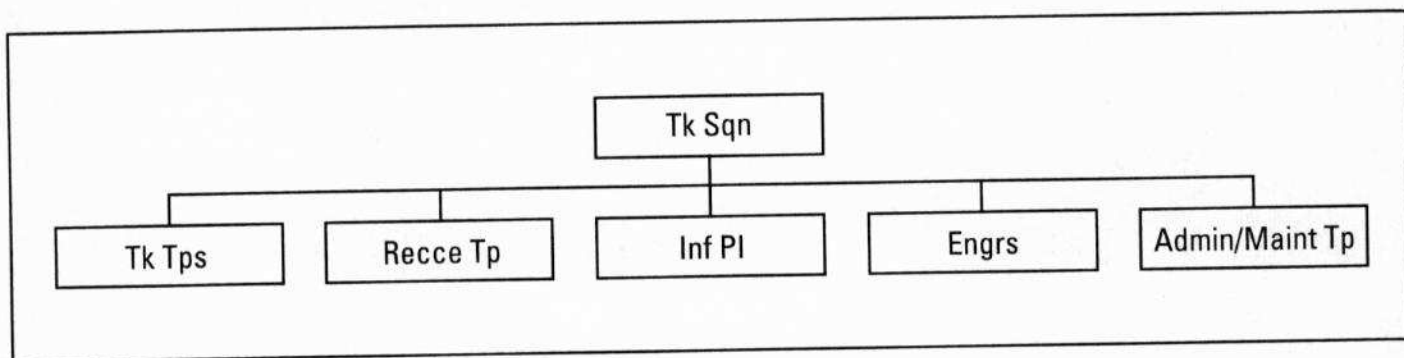 Tk Sqn
Tk Tps
Recce Tp
Inf Pl
Engrs
Admin/Maint Tp